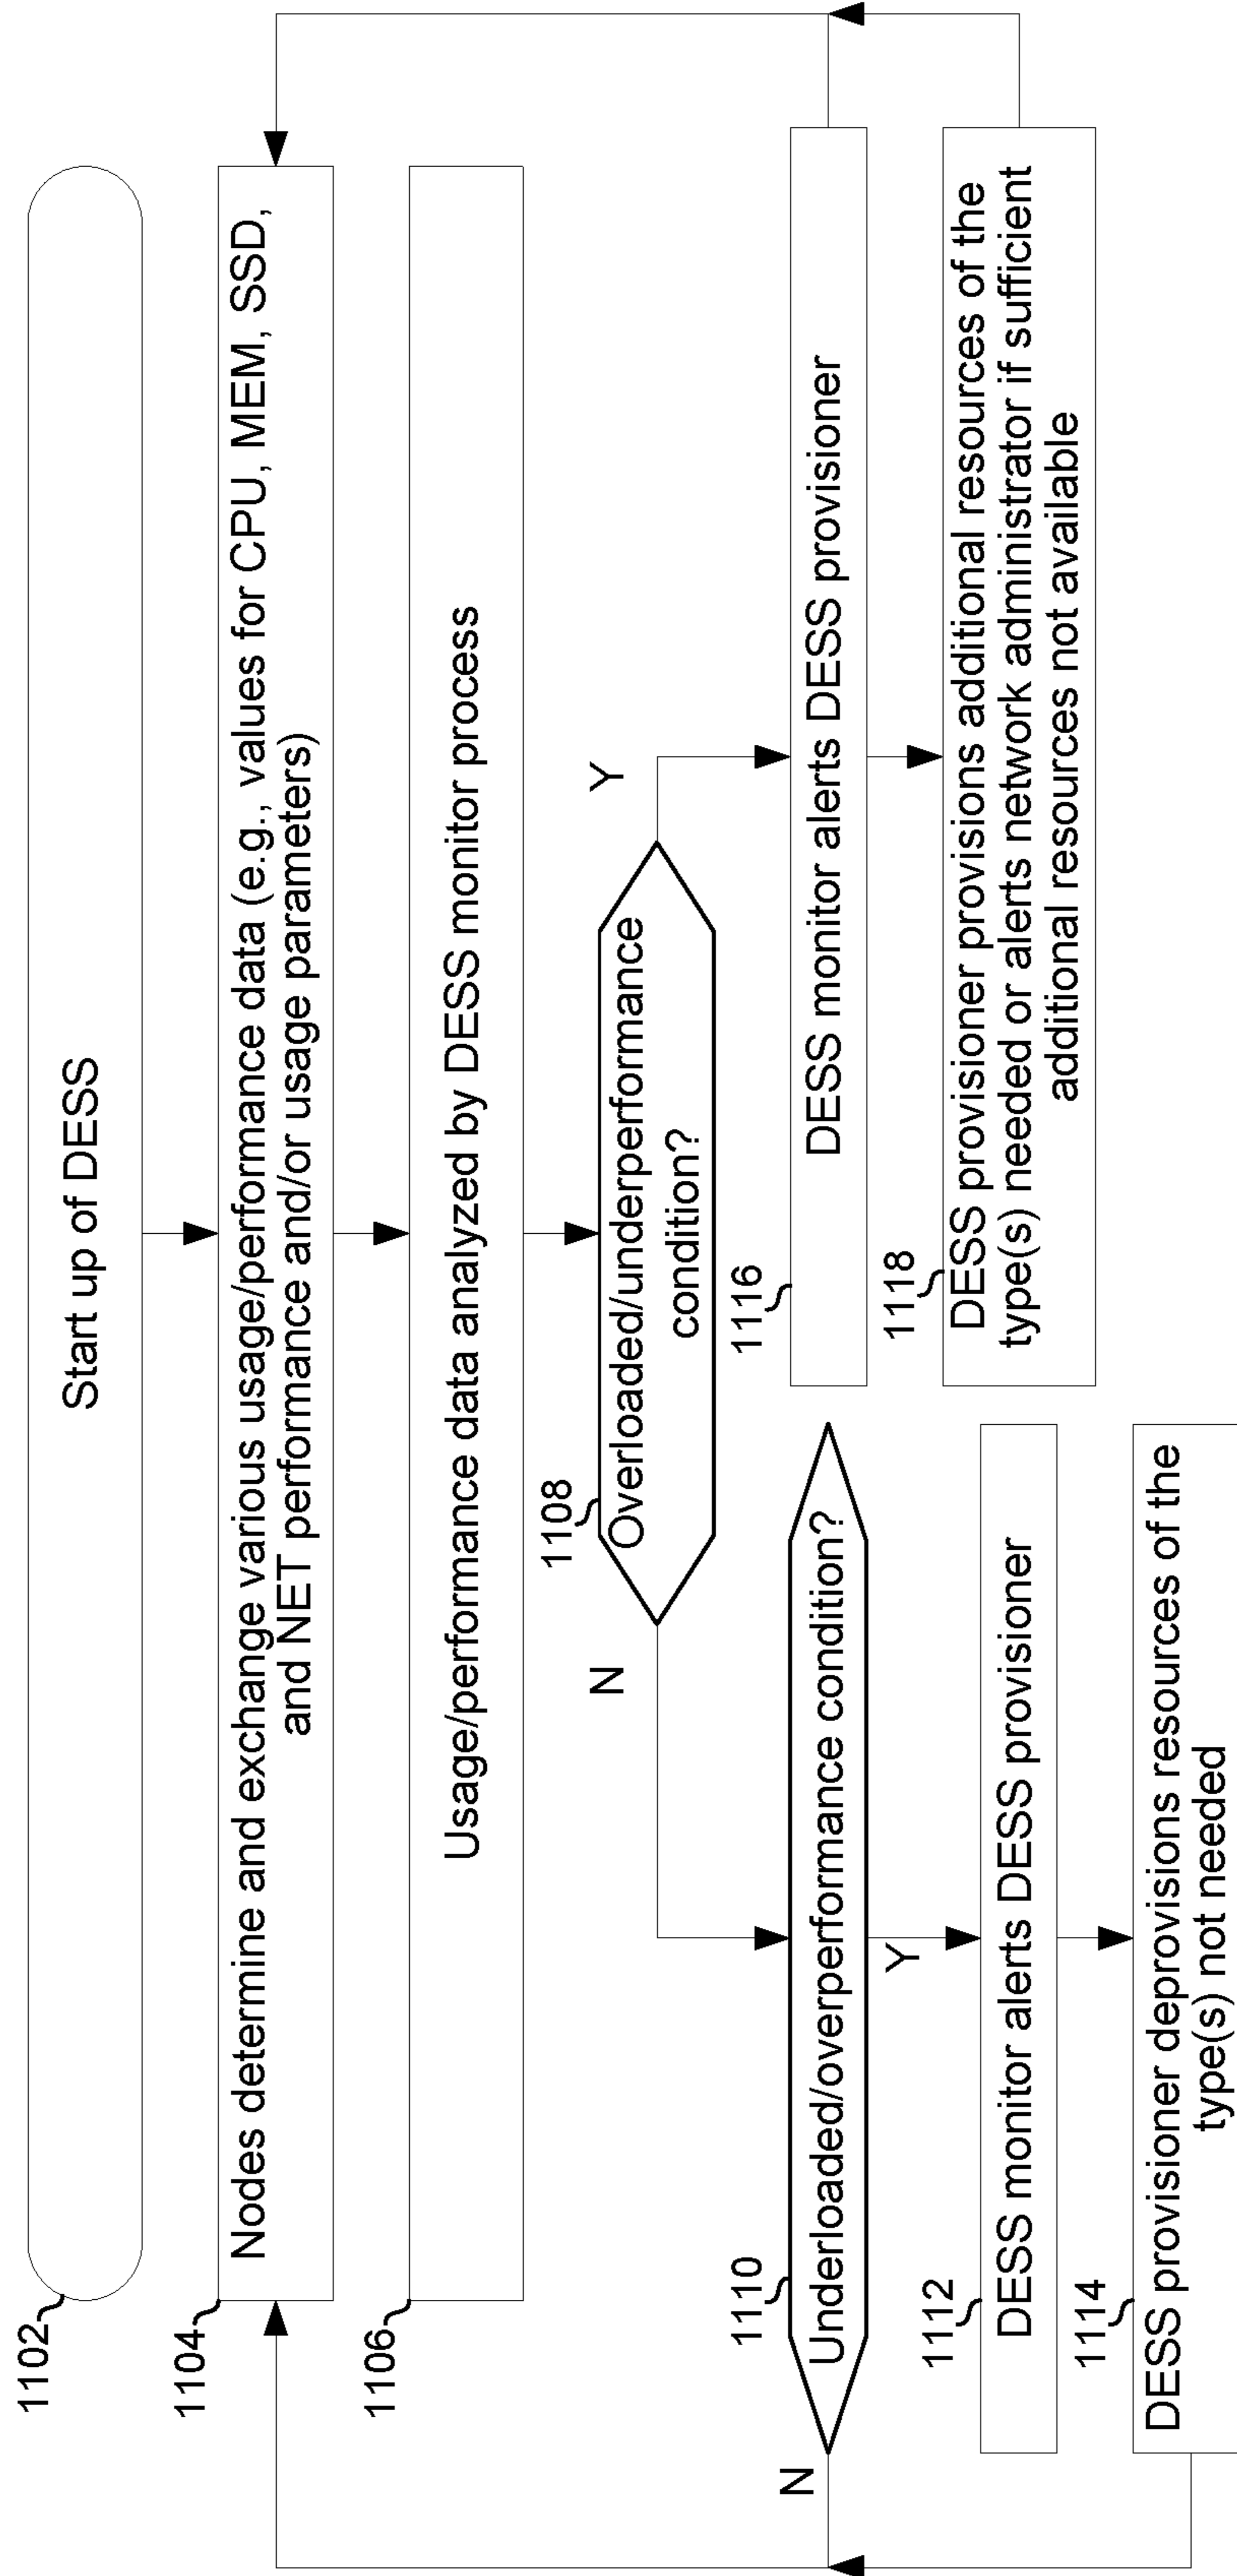 1102
Start up of DESS
1104
Nodes determine and exchange various usage/performance data (e.g., values for CPU, MEM, SSD,
and NET performance and/or usage parameters)
1106
Usage/performance data analyzed by DESS monitor process
1108
Overloaded/underperformance
condition?
N
Y
1110
Underloaded/overperformance condition?
N
Y
1112
DESS monitor alerts DESS provisioner
1114
DESS provisioner deprovisions resources of the
type(s) not needed
1116
DESS monitor alerts DESS provisioner
1118
DESS provisioner provisions additional resources of the
type(s) needed or alerts network administrator if sufficient
additional resources not available